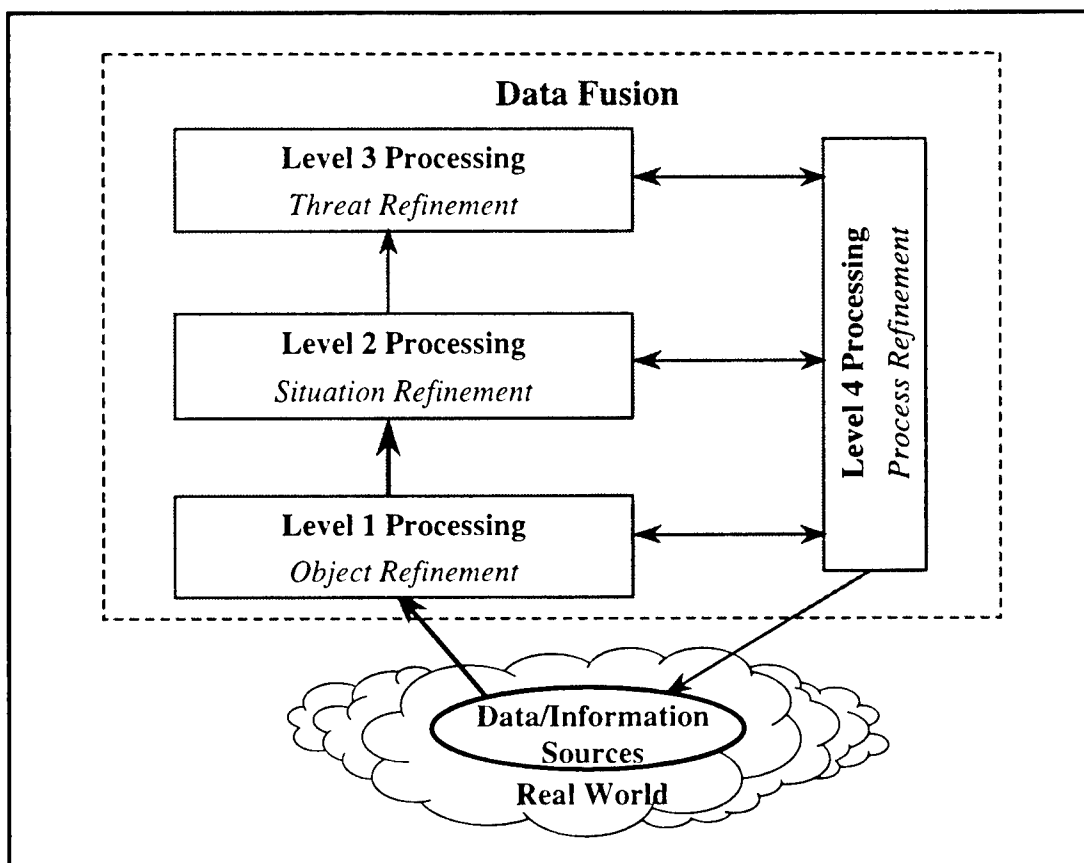 Data Fusion
Level 3 Processing
Threat Refinement
Level 2 Processing
Situation Refinement
Level 1 Processing
Object Refinement
Level 4 Processing
Process Refinement
Data/Information
Sources
Real World